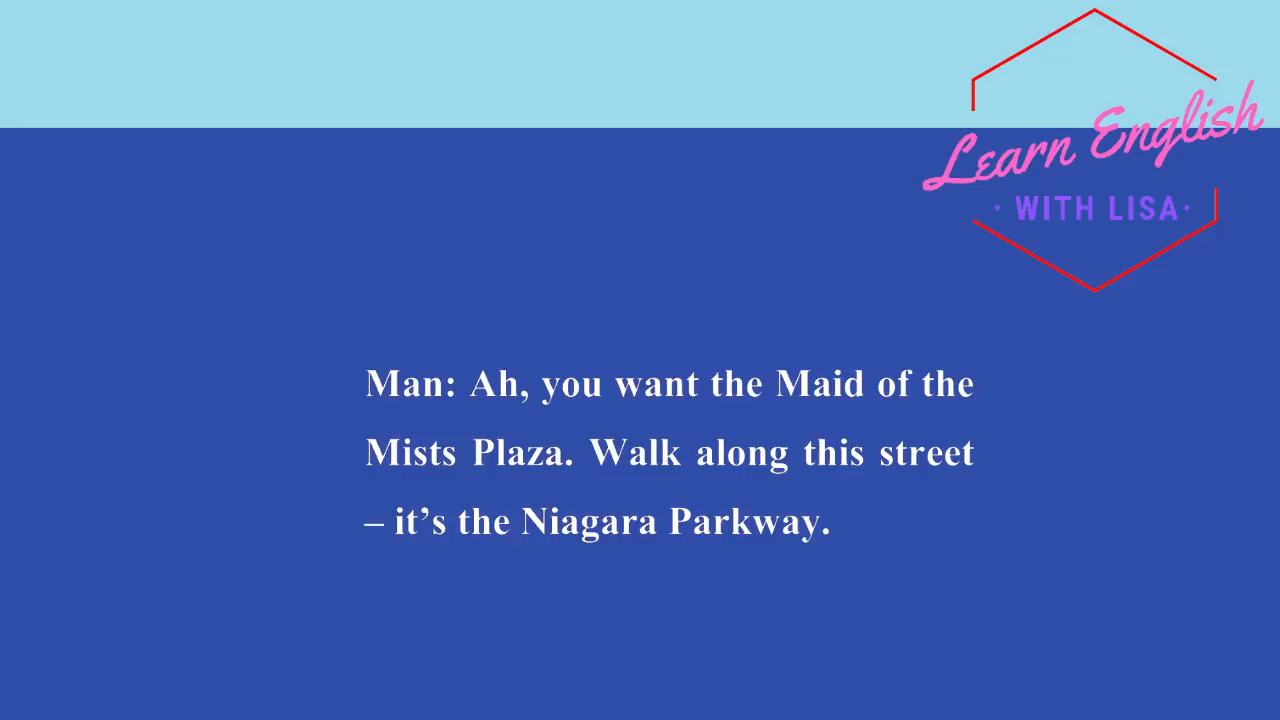 Learn English
· WITH LISA·
Man: Ah, you want the Maid of the
Mists Plaza. Walk along this street
– it’s the Niagara Parkway.